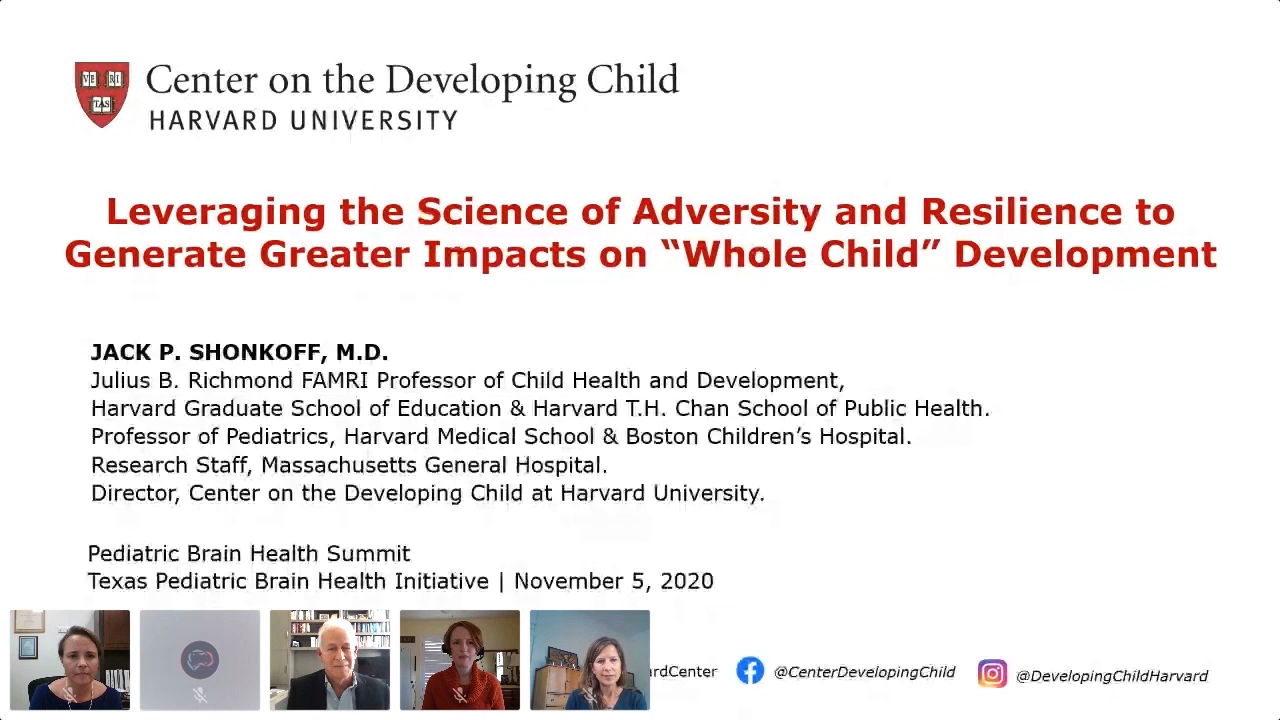 VE RI
TAS
Center on the Developing Child
HARVARD UNIVERSITY
Leveraging the Science of Adversity and Resilience to
Generate Greater Impacts on “Whole Child” Development
JACK P. SHONKOFF, M.D.
Julius B. Richmond FAMRI Professor of Child Health and Development,
Harvard Graduate School of Education & Harvard T.H. Chan School of Public Health.
Professor of Pediatrics, Harvard Medical School & Boston Children’s Hospital.
Research Staff, Massachusetts General Hospital.
Director, Center on the Developing Child at Harvard University.
Pediatric Brain Health Summit
Texas Pediatric Brain Health Initiative | November 5, 2020
rdCenter @CenterDevelopingChild @DevelopingChildHarvard